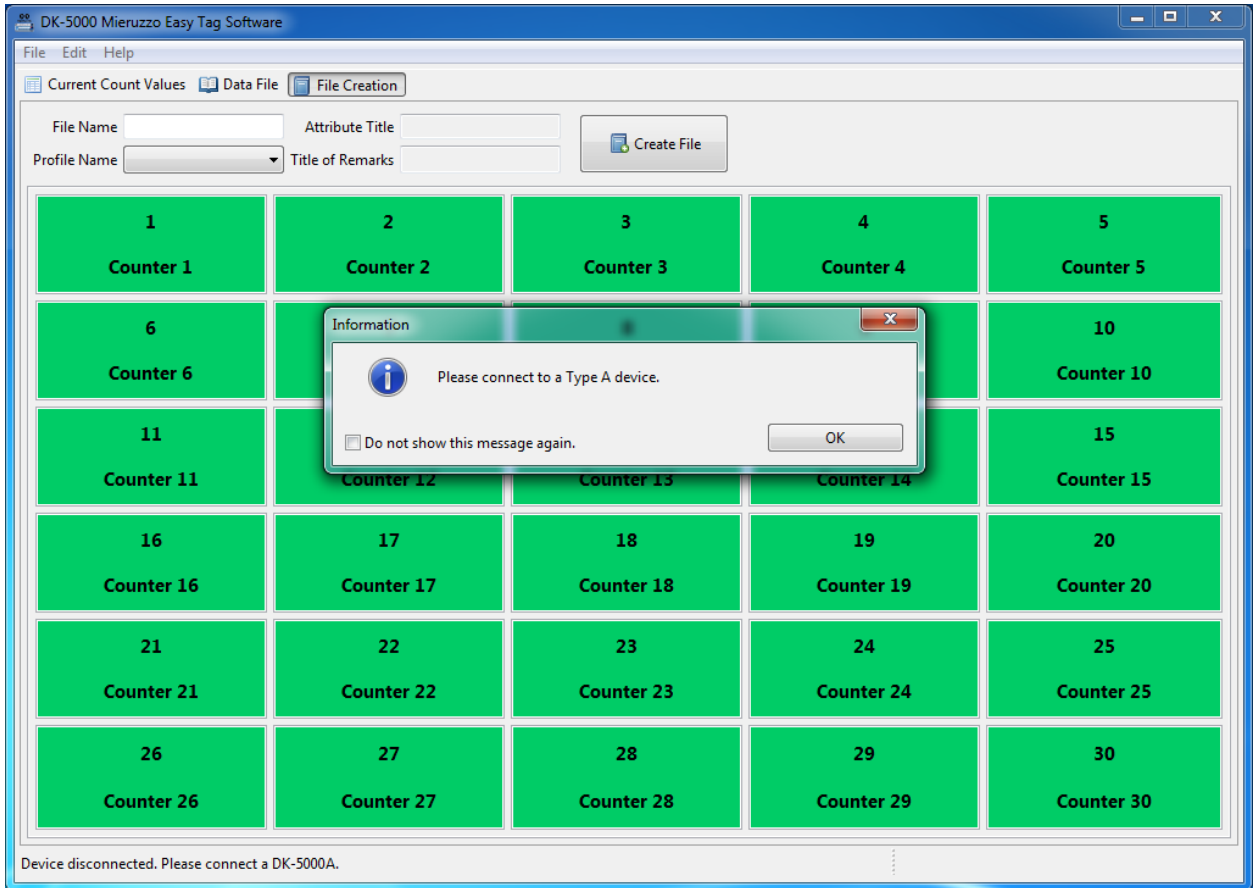 DK-5000 Mieruzzo Easy Tag Software
File Edit Help
Current Count Values Data File File Creation
File Name Attribute Title
Create File
Profile Name Title of Remarks
1 2 3 4 5
Counter 1 Counter 2 Counter 3 Counter 4 Counter 5
6 8 10
Information
Counter 6 Counter 10
Please connect to a Type A device.
11 15
Do not show this message again. OK
Counter 11 Counter 12 Counter 13 Counter 14 Counter 15
16 17 18 19 20
Counter 16 Counter 17 Counter 18 Counter 19 Counter 20
21 22 23 24 25
Counter 21 Counter 22 Counter 23 Counter 24 Counter 25
26 27 28 29 30
Counter 26 Counter 27 Counter 28 Counter 29 Counter 30
Device disconnected. Please connect a DK-5000A.